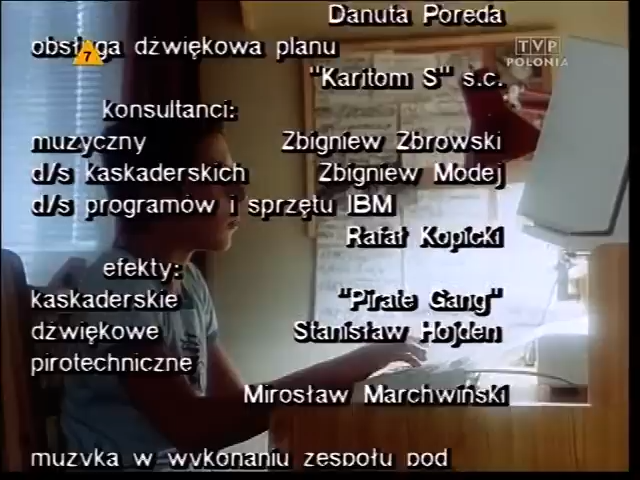 Danuta Poreda
obsługa dźwiękowa planu
7
TVP
POLONIA
"Karitom S" s.c.
konsultanci:
muzyczny Zbigniew Zbrowski
d/s kaskaderskich Zbigniew Modej
d/s programów i sprzętu IBM
Rafał Kopicki
efekty:
kaskaderskie "Pirate Gang"
dźwiękowe Stanisław Hojden
pirotechniczne
Mirosław Marchwiński
muzyka w wykonaniu zespołu pod